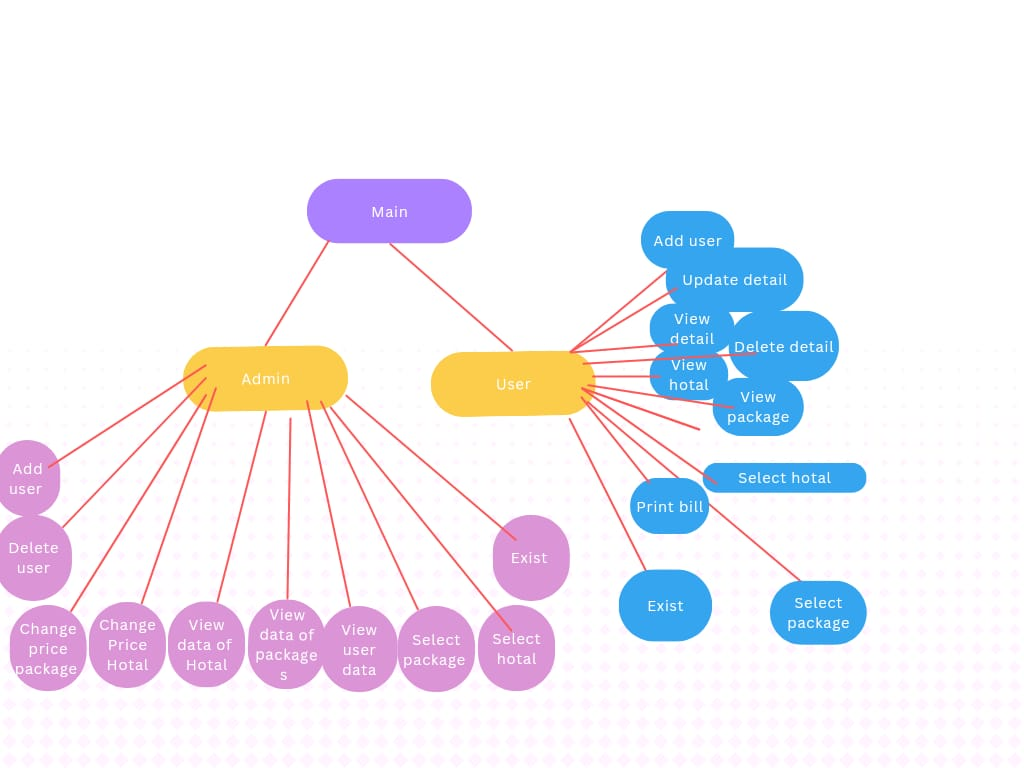 Main
Admin
User
Add user
Update detail
View
detail
Delete detail
View
hotal
View
package
Select hotal
Print bill
Exist
Select
package
Add
user
Delete
user
Change
price
package
Change
Price
Hotal
View
data of
Hotal
View
data of
package
s
View
user
data
Select
package
Select
hotal
Exist